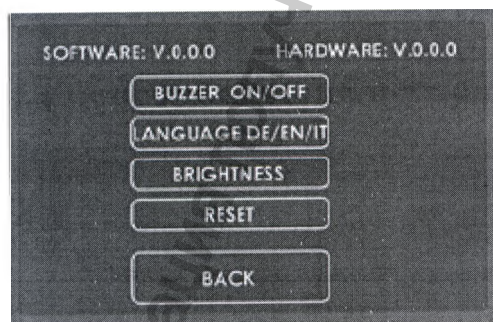 SOFTWARE: V.0.0.0 HARDWARE: V.0.0.0
BUZZER ON/OFF
LANGUAGE DE/EN/IT
BRIGHTNESS
RESET
BACK